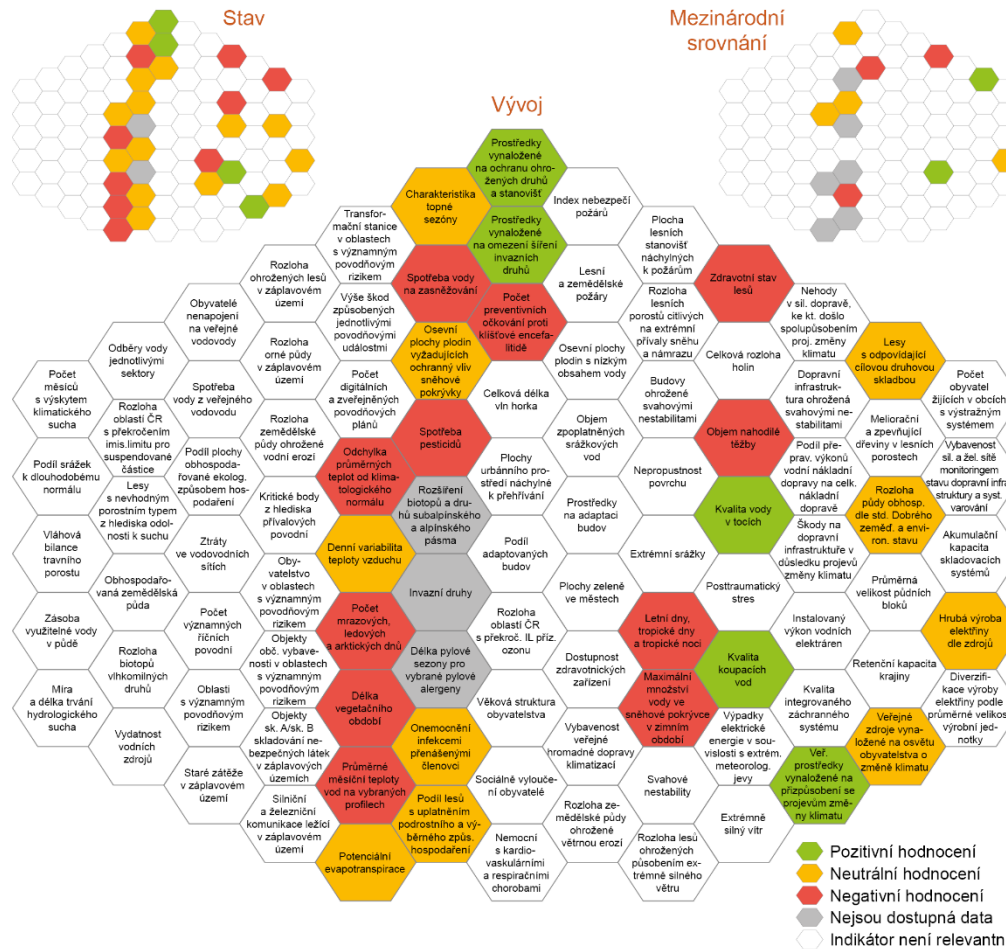 Stav
Mezinárodní
srovnání
Vývoj
Počet
měsíců
s výskytem
klimatického
sucha
Podíl srážek
k dlouhodobému
normálu
Vláhová
bilance
travního
porostu
Zásoba
využitelné vody
v půdě
Míra
a délka trvání
hydrologického
sucha
Odběry vody
jednotlivými
sektory
Rozloha
oblastí ČR
s překročením
imis.limitu pro
suspendované
částice
Lesy
s nevhodným
porostním typem
z hlediska odol-
nosti k suchu
Obhospodařo-
vaná zemědělská
půda
Rozloha
biotopů
vlhkomilných
druhů
Vydatnost
vodních
zdrojů
Obyvatelé
nenapojení
na veřejné
vodovody
Spotřeba
vody z veřejného
vodovodu
Podíl plochy
obhospoda-
řované ekolog.
způsobem hos-
podaření
Ztráty
ve vodovodních
sítích
Počet
významných
říčních
povodní
Oblasti
s významným
povodňovým
rizikem
Staré zátěže
v záplavovém
území
Rozloha
ohrožených lesů
v záplavovém
území
Rozloha
orné půdy
v záplavovém
území
Rozloha
zemědělské
půdy ohrožené
vodní erozí
Kritické body
z hlediska
přívalových
povodní
Oby-
vatelstvo
v oblastech
s významným
povodňovým
rizikem
Objekty
obč. vybave-
nosti v oblastech
s významným
povodňovým
rizikem
Objekty
sk. A/sk. B
skladování ne-
bezpečných látek
v záplavových
územích
Silniční
a železniční
komunikace ležící
v záplavovém
území
Transfor-
mační stanice
v oblastech
s významným
povodňovým
rizikem
Výše škod
způsobených
jednotlivými
povodňovými
událostmi
Počet
digitálních
a zveřejněných
povodňových
plánů
Odchylka
průměrných
teplot od klima-
tologického
normálu
Denní variabilita
teploty vzduchu
Počet
mrazových,
ledových
a arktických dnů
Délka
vegetačního
období
Průměrné
měsíční teploty
vod na vybraných
profilech
Potenciální
evapotranspirace
Charakteristika
topné
sezóny
Spotřeba vody
na zasněžování
Osevní
plochy plodin
vyžadujících
ochranný vliv
sněhové
pokrývky
Spotřeba
pesticidů
Rozšíření
biotopů a dru-
hů subalpínského
a alpínského
pásma
Invazní druhy
Délka pylové
sezony pro
vybrané pylové
alergeny
Onemocnění
infekcemi
přenášenými
členovci
Podíl lesů
s uplatněním
podrostního a vý-
běrného způs.
hospodaření
Prostředky
vynaložené
na ochranu ohro-
žených druhů
a stanovišť
Prostředky
vynaložené
na omezení šíření
invazních
druhů
Počet
preventivních
očkování proti
klíšťové encefa-
litidě
Celková délka
vln horka
Plochy
urbánního pro-
středí náchylné
k přehřívání
Podíl
adaptovaných
budov
Rozloha
oblastí ČR
s překroč. IL příz.
ozonu
Věková struktura
obyvatelstva
Sociálně vylouče-
ní obyvatelé
Nemocní
s kardio-
vaskulárními
a respiračními
chorobami
Index nebezpečí
požárů
Lesní
a zemědělské
požáry
Osevní plochy
plodin s nízkým
obsahem vody
Objem
zpoplatněných
srážkových
vod
Prostředky
na adaptaci
budov
Plochy zeleně
ve městech
Dostupnost
zdravotnických
zařízení
Vybavenost
veřejné
hromadné dopravy
klimatizací
Rozloha ze-
mědělské půdy
ohrožené
větrnou erozí
Plocha
lesních
stanovišť
náchylných
k požárům
Rozloha
lesních
porostů citlivých
na extrémní
přívaly sněhu
a námrazu
Budovy
ohrožené
svahovými
nestabilitami
Nepropustnost
povrchu
Extrémní srážky
Letní dny,
tropické dny
a tropické noci
Maximální
množství
vody ve
sněhové pokrývce
v zimním
období
Svahové
nestability
Rozloha lesů
ohrožených
působením ex-
trémně silného
větru
Zdravotní stav
lesů
Celková rozloha
holin
Objem nahodilé
těžby
Kvalita vody
v tocích
Posttraumatický
stres
Kvalita
koupacích
vod
Výpadky
elektrické
energie v sou-
vislosti s extrém.
meteorolog.
jevy
Extrémně
silný vítr
Nehody
v sil. dopravě,
ke kt. došlo
spolupůsobením
proj. změny
klimatu
Dopravní
infrastruk-
tura ohrožená
svahovými ne-
stabilitami
Podíl pře-
prav. výkonů
vodní nákladní
dopravy na celk.
nákladní
dopravě
Škody na
dopravní
infrastruktuře v
důsledku projevů
změny klimatu
Instalovaný
výkon vodních
elektráren
Kvalita
integrovaného
záchranného
systému
Veř.
prostředky
vynaložené na
přizpůsobení se
projevům změ-
ny klimatu
Lesy
s odpovídající
cílovou druhovou
skladbou
Meliorační
a zpevňující
dřeviny v lesních
porostech
Rozloha
půdy obhosp.
dle std. Dobrého
zeměd. a envi-
ron. stavu
Průměrná
velikost půdních
bloků
Retenční kapacita
krajiny
Veřejné
zdroje vyna-
ložené na osvětu
obyvatelstva o
změně klimatu
Počet
obyvatel
žijících v obcích
s výstražným
systémem
Vybavenost
sil. a žel. sítě
monitoringem
stavu dopravní infra
struktury a syst.
varování
Akumulační
kapacita
skladovacích
systémů
Hrubá výroba
elektřiny
dle zdrojů
Diverzifi-
kace výroby
elektřiny podle
průměrné velikos
výrobní jed-
notky
Pozitivní hodnocení
Neutrální hodnocení
Negativní hodnocení
Nejsou dostupná data
Indikátor není relevantn